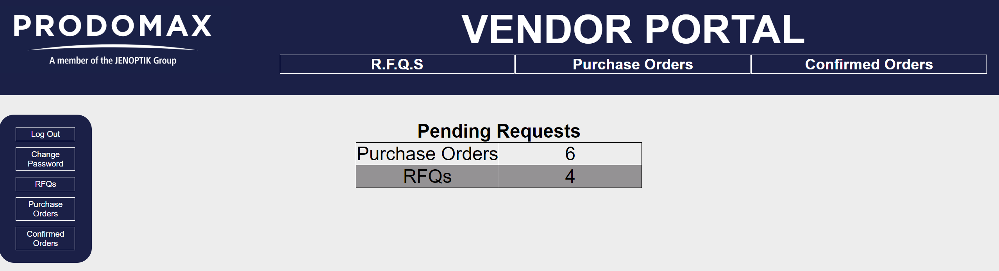 PRODOMAX
A member of the JENOPTIK Group
VENDOR PORTAL
R.F.Q.S Purchase Orders Confirmed Orders
Log Out
Change
Password
RFQs
Purchase
Orders
Confirmed
Orders
Pending Requests
Purchase Orders 6
RFQs 4